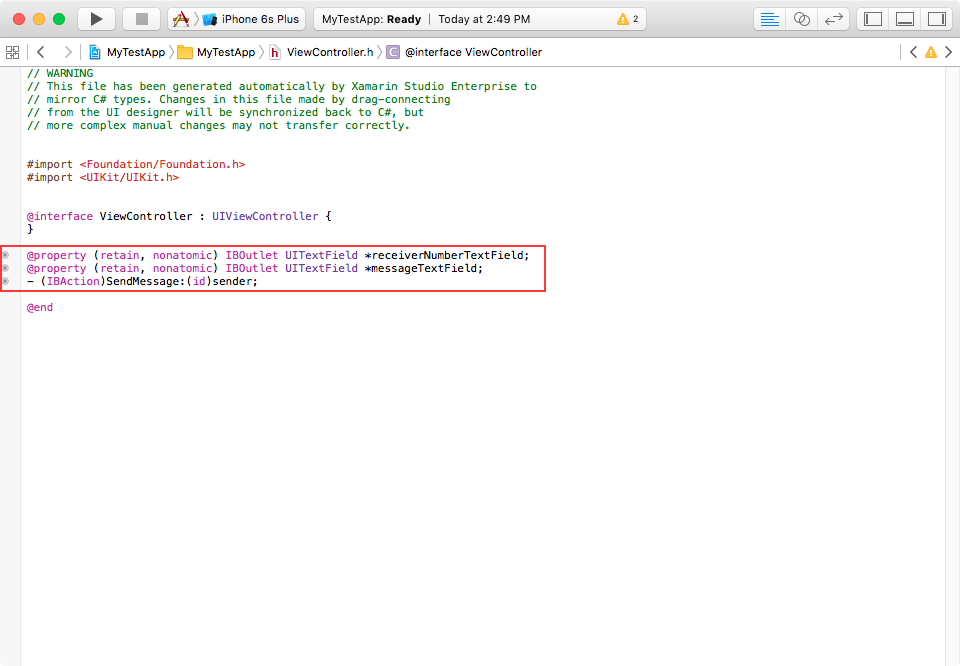 iPhone 6s Plus
MyTestApp: Ready | Today at 2:49 PM
2
MyTestApp
MyTestApp
h ViewController.h
C @interface ViewController
// WARNING
// This file has been generated automatically by Xamarin Studio Enterprise to
// mirror C# types. Changes in this file made by drag-connecting
// from the UI designer will be synchronized back to C#, but
// more complex manual changes may not transfer correctly.
#import <Foundation/Foundation.h>
#import <UIKit/UIKit.h>
@interface ViewController : UIViewController {
}
@property (retain, nonatomic) IBOutlet UITextField *receiverNumberTextField;
@property (retain, nonatomic) IBOutlet UITextField *messageTextField;
- (IBAction)SendMessage:(id)sender;
@end